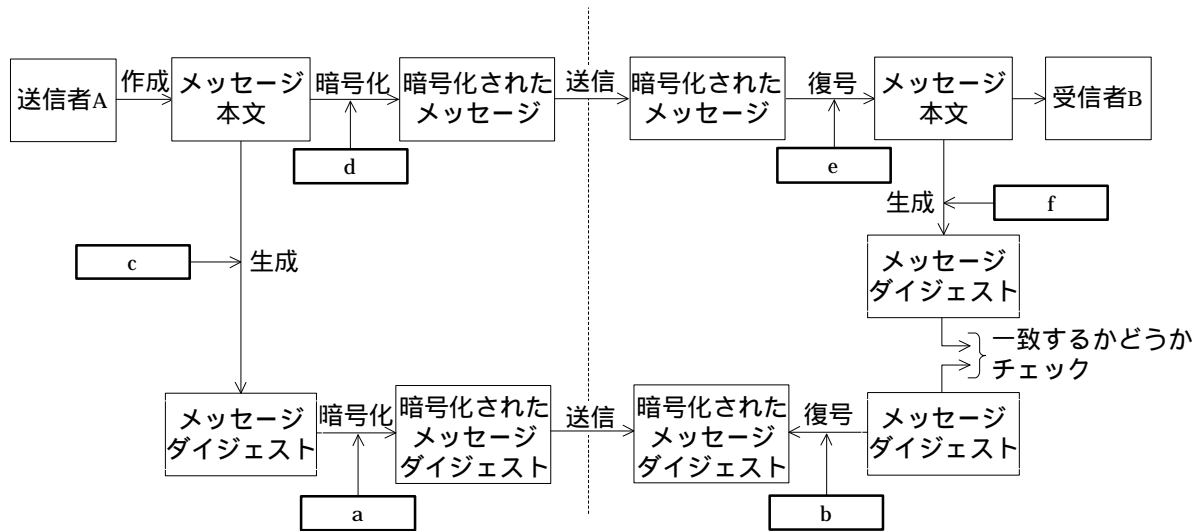 送信者A
作成
メッセージ
本文
暗号化
暗号化された
メッセージ
送信
暗号化された
メッセージ
復号
メッセージ
本文
受信者B
d
e
生成
f
c
生成
メッセージ
ダイジェスト
一致するかどうか
チェック
メッセージ
ダイジェスト
暗号化
暗号化された
メッセージ
ダイジェスト
送信
暗号化された
メッセージ
ダイジェスト
復号
メッセージ
ダイジェスト
a
b